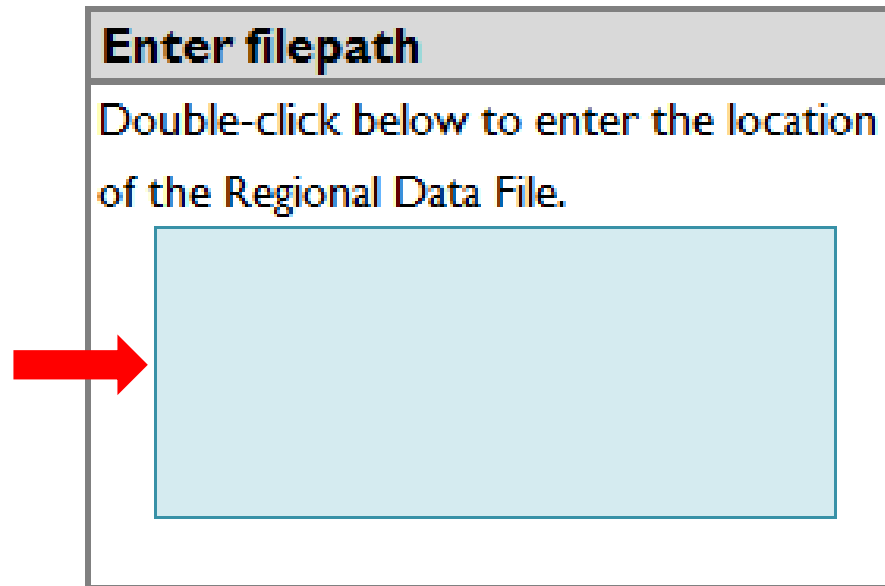 Enter filepath
Double-click below to enter the location
of the Regional Data File.